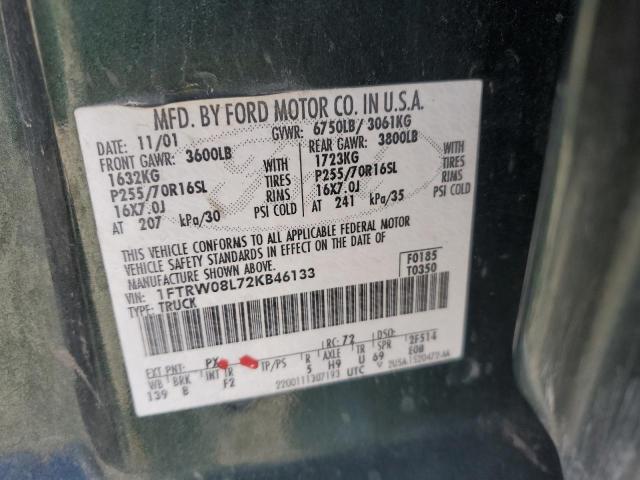 MFD. BY FORD MOTOR CO. IN U.S.A.
DATE: 11/01 GVWR: 6750LB/ 3061KG
FRONT GAWR: 3600LB REAR GAWR: 3800LB
1632KG WITH 1723KG WITH
P255/70R16SL TIRES P255/70R16SL TIRES
16X7.0J RIMS 16X7.0J RIMS
AT 207 kPa/30 PSI COLD AT 241 kPa/35 PSI COLD
THIS VEHICLE CONFORMS TO ALL APPLICABLE FEDERAL MOTOR
VEHICLE SAFETY STANDARDS IN EFFECT ON THE DATE OF
MANUFACTURE SHOWN ABOVE.
VIN: 1FTRW08L72KB46133 F0185
TYPE: TRUCK T0350
EXT PNT: PX RC: 72 DSO:
WB BRK INT TR TP/PS R AXLE TR SPR 2F514
139 B F2 5 H9 U 69 E08
2200111307193 UTC